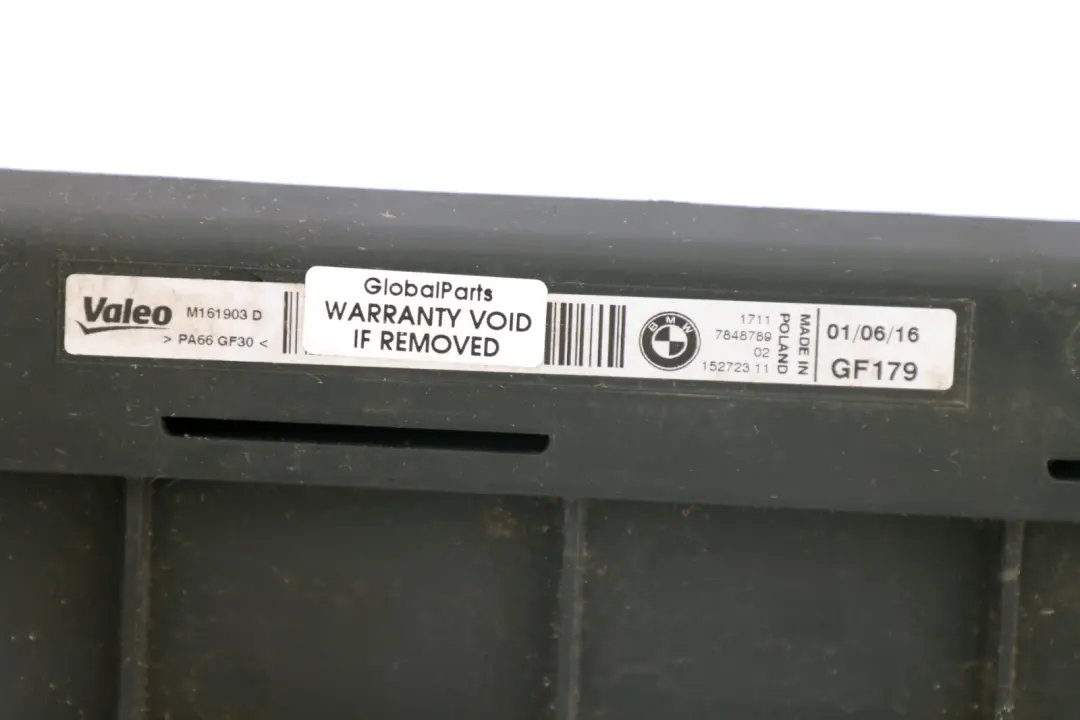 Valeo
M161903 D
> PA66 GF30 <
GlobalParts
WARRANTY VOID
IF REMOVED
BMW
1711
7848789
02
152723 11
MADE IN
POLAND
01/06/16
GF179